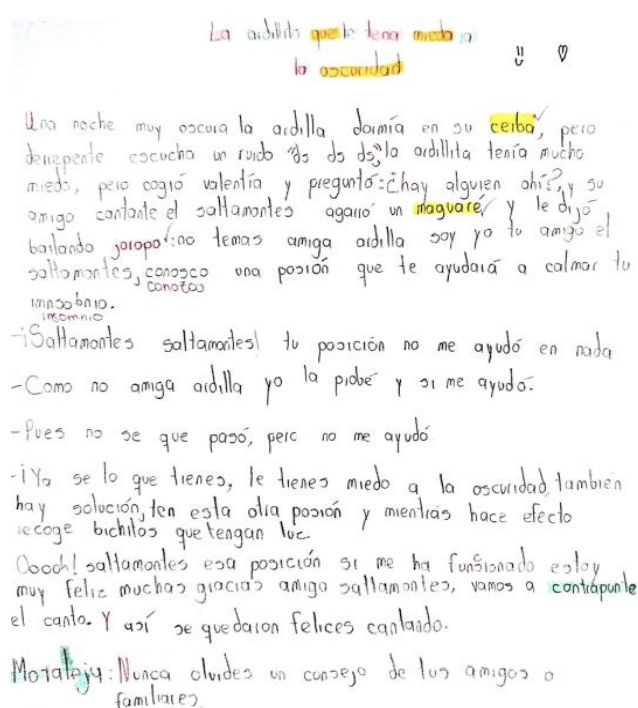 La ardillita que le tenia miedo a
la oscuridad
Una noche muy oscura la ardilla dormía en su ceiba, pero
derrepente escucho un ruido "ds ds ds", la ardillita tenía mucho
miedo, pero cogió valentía y preguntó: ¿hay alguien ahí?, y su
amigo cantante el saltamontes agarró un maguare, y le dijó
bailando joropo: no temas amiga ardilla soy yo tu amigo el
saltamontes, conosco una posión que te ayudará a calmar tu
conozco
imnsobnio.
insomnio
-¡Saltamontes saltamontes! tu posición no me ayudó en nada
-Como no amiga ardilla yo la probé y si me ayudó.
-Pues no se que pasó, pero no me ayudó
-¡Ya se lo que tienes, le tienes miedo a la oscuridad, también
hay solución, ten esta otra posión y mientras hace efecto
recoge bichitos que tengan luz.
Ooooh! saltamontes esa posición si me ha funsionado estoy
muy feliz muchas gracias amigo saltamontes, vamos a contrapunte
el canto. Y así se quedaron felices cantando.
Moraleja: Nunca olvides un consejo de tus amigos o
familiares.